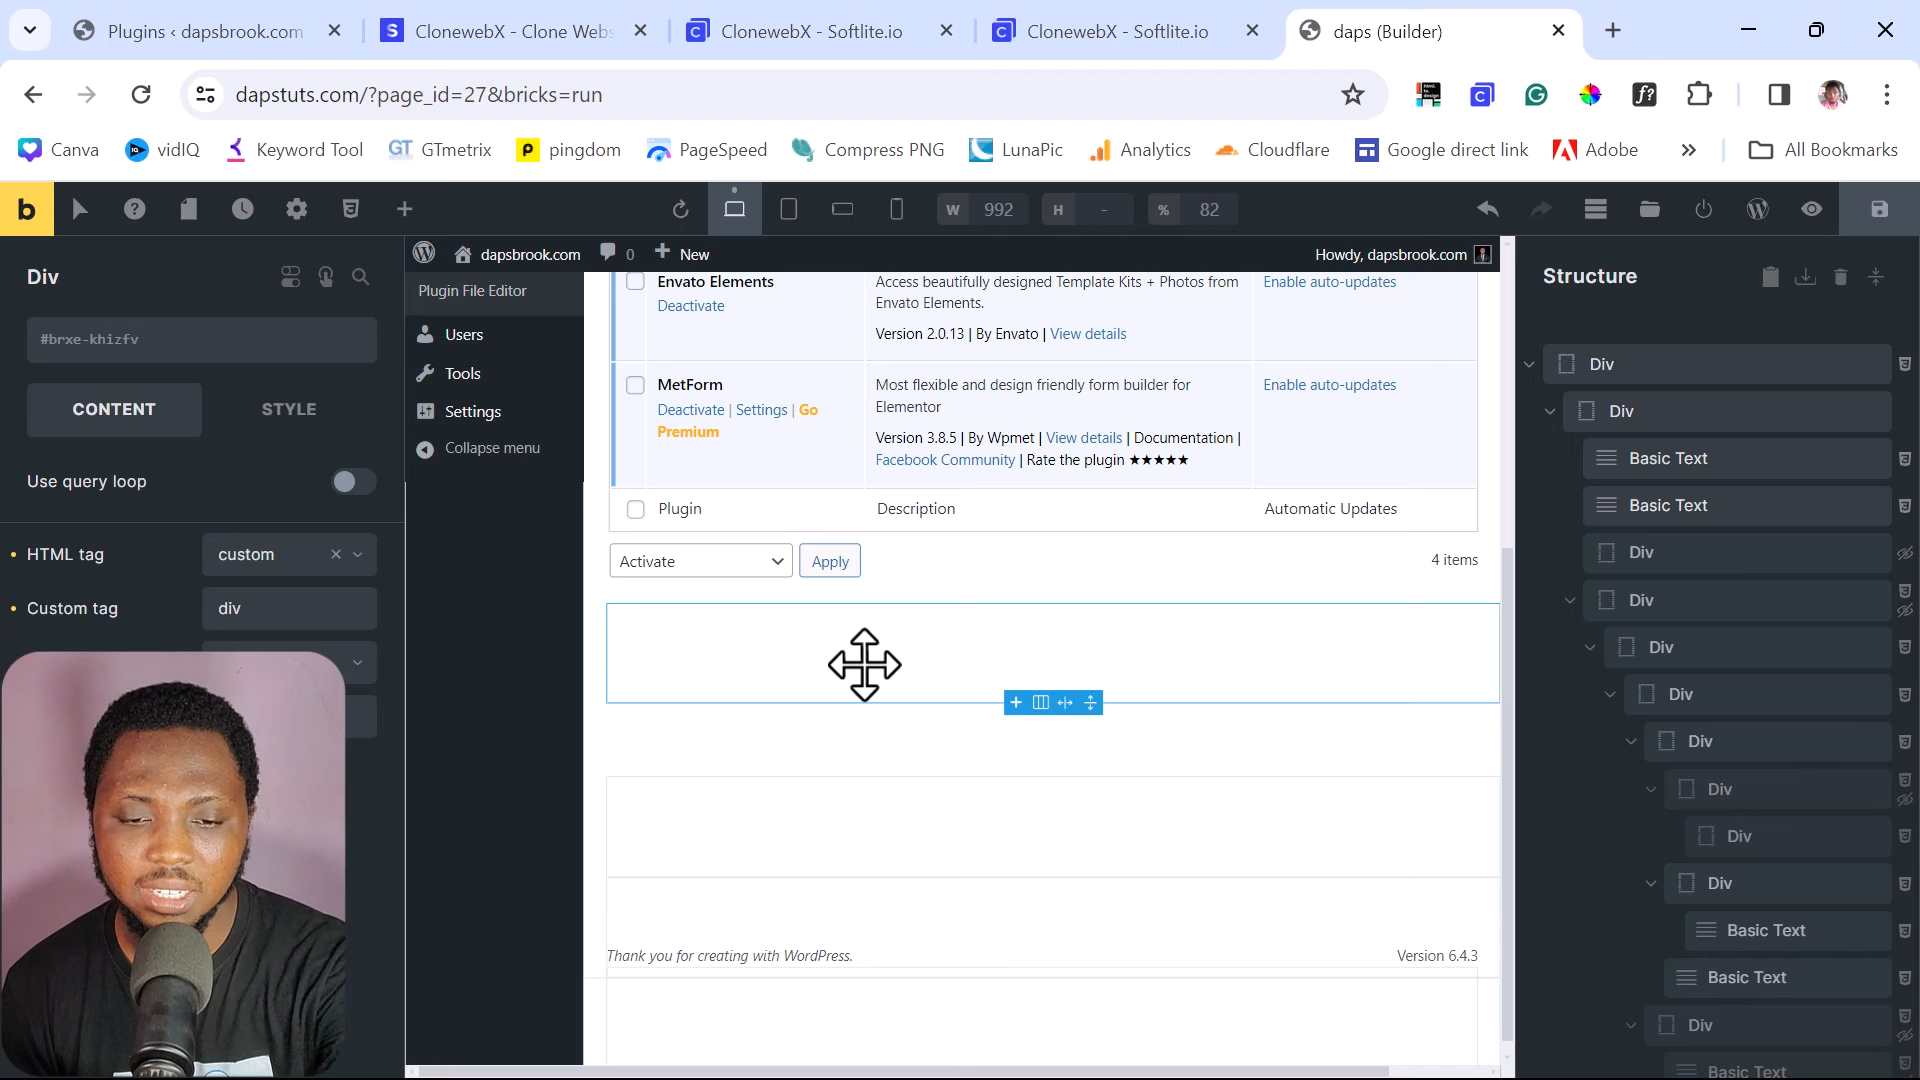 Plugins ‹ dapsbrook.com
ClonewebX - Clone Webs
ClonewebX - Softlite.io
ClonewebX - Softlite.io
daps (Builder)
dapstuts.com/?page_id=27&bricks=run
Canva
vidIQ
Keyword Tool
GTmetrix
pingdom
PageSpeed
Compress PNG
LunaPic
Analytics
Cloudflare
Google direct link
Adobe
All Bookmarks
b
W 992
H -
% 82
Div
#brxe-khizfv
CONTENT
STYLE
Use query loop
HTML tag
custom
Custom tag
div
dapsbrook.com
0
New
Howdy, dapsbrook.com
Plugin File Editor
Users
Tools
Settings
Collapse menu
Envato Elements
Deactivate
Access beautifully designed Template Kits + Photos from
Envato Elements.
Version 2.0.13 | By Envato | View details
Enable auto-updates
MetForm
Deactivate | Settings | Go
Premium
Most flexible and design friendly form builder for
Elementor
Version 3.8.5 | By Wpmet | View details | Documentation |
Facebook Community | Rate the plugin ★★★★★
Enable auto-updates
Plugin
Description
Automatic Updates
Activate
Apply
4 items
Thank you for creating with WordPress.
Version 6.4.3
Structure
Div
Div
Basic Text
Basic Text
Div
Div
Div
Div
Div
Div
Div
Div
Basic Text
Basic Text
Div
Basic Text